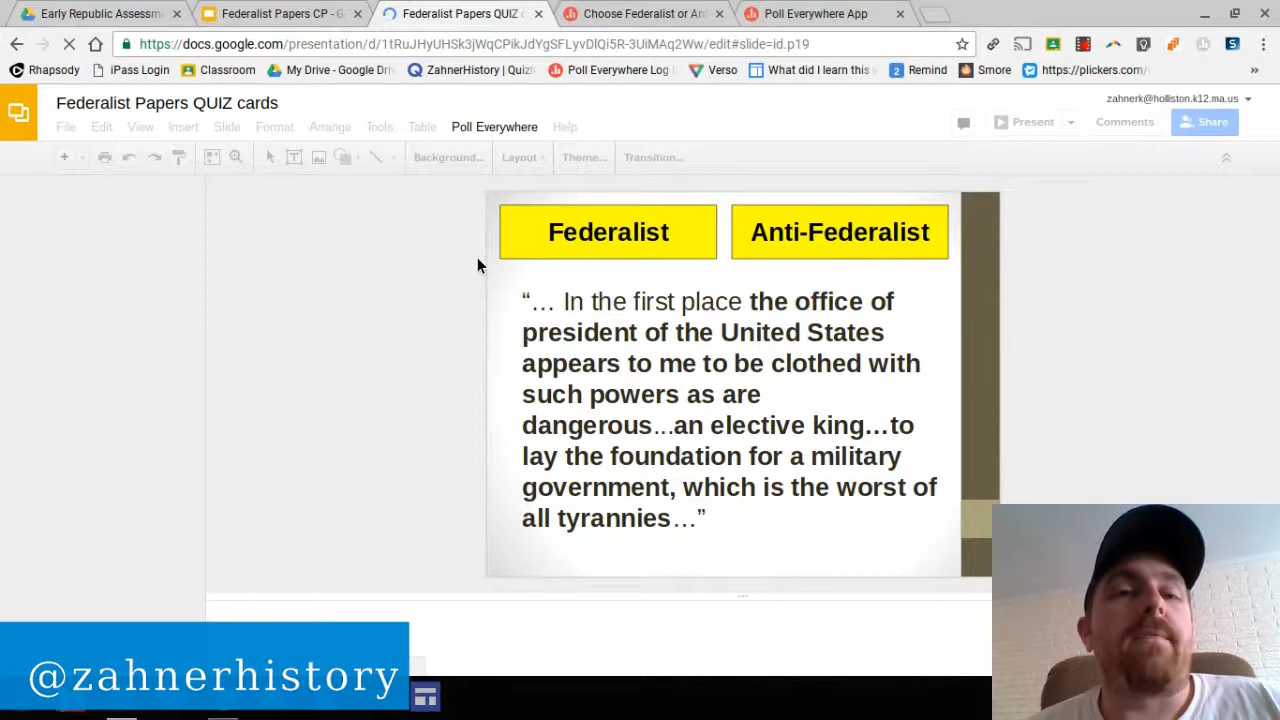 Early Republic Assessm
Federalist Papers CP - G
Federalist Papers QUIZ c
Choose Federalist or An
Poll Everywhere App
https://docs.google.com/presentation/d/1tRuJHyUHSk3jWqCPikJdYgSFLyvDlQi5R-3UiMAq2Ww/edit#slide=id.p19
Rhapsody
iPass Login
Classroom
My Drive - Google Dri
ZahnerHistory | Quizl
Poll Everywhere Log
Verso
What did I learn this
Remind
Smore
https://plickers.com/
Federalist Papers QUIZ cards
zahnerk@holliston.k12.ma.us
File Edit View Insert Slide Format Arrange Tools Table Poll Everywhere Help
Present
Comments
Share
Background...
Layout
Theme...
Transition...
Federalist
Anti-Federalist
“… In the first place the office of
president of the United States
appears to me to be clothed with
such powers as are
dangerous...an elective king…to
lay the foundation for a military
government, which is the worst of
all tyrannies…”
@zahnerhistory